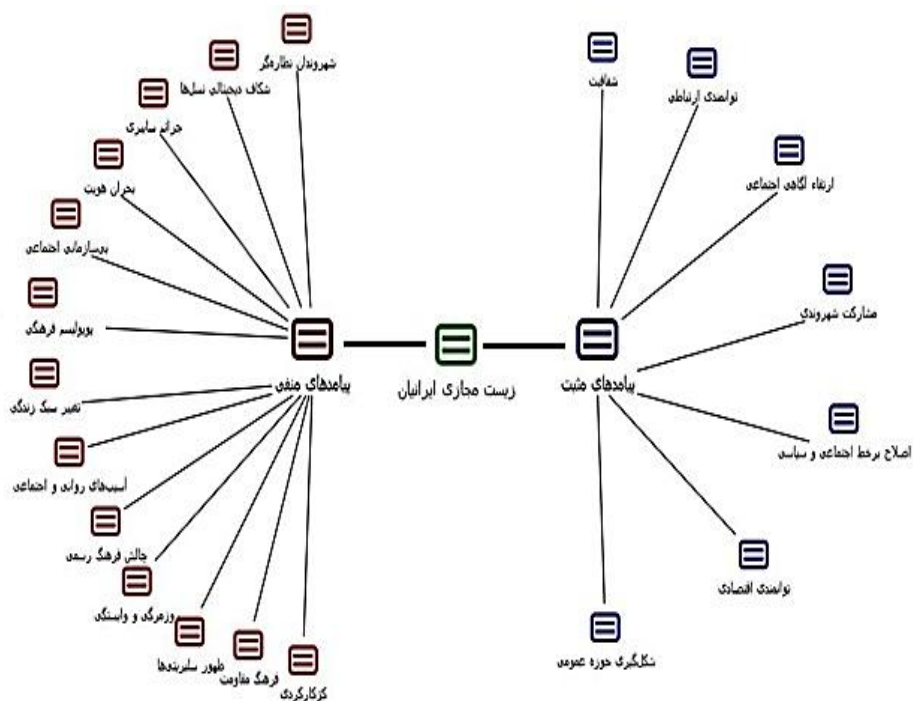 شهروندان نظاره‌گر
شکاف دیجیتالی نسل‌ها
جرائم سایبری
بحران هویت
بی‌سازمانی اجتماعی
پوپولیسم فرهنگی
تغییر سبک زندگی
آسیب‌های روانی و اجتماعی
چالش فرهنگ رسمی
روزمرگی و وابستگی
ظهور سلبریتی‌ها
فرهنگ مقاومت
کژکارکردی
پیامدهای منفی
زیست مجازی ایرانیان
پیامدهای مثبت
شفافیت
توانمندی ارتباطی
ارتقاء آگاهی اجتماعی
مشارکت شهروندی
اصلاح برخط اجتماعی و سیاسی
توانمندی اقتصادی
شکل‌گیری حوزه عمومی